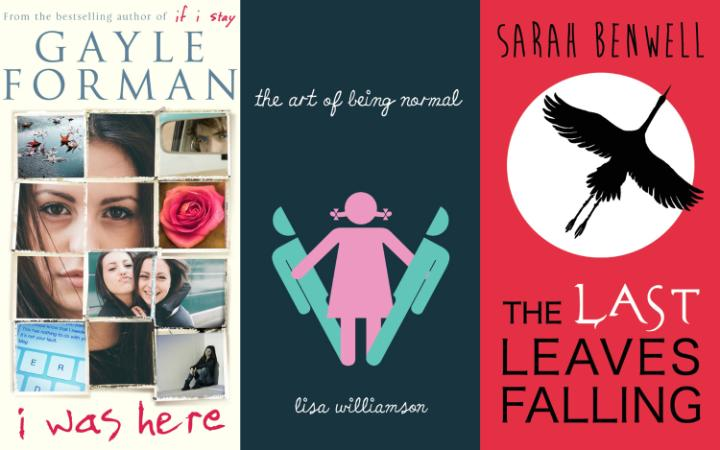 From the bestselling author of if i stay
GAYLE
FORMAN
i was here
the art of being normal
lisa williamson
SARAH BENWELL
THE LAST
LEAVES
FALLING